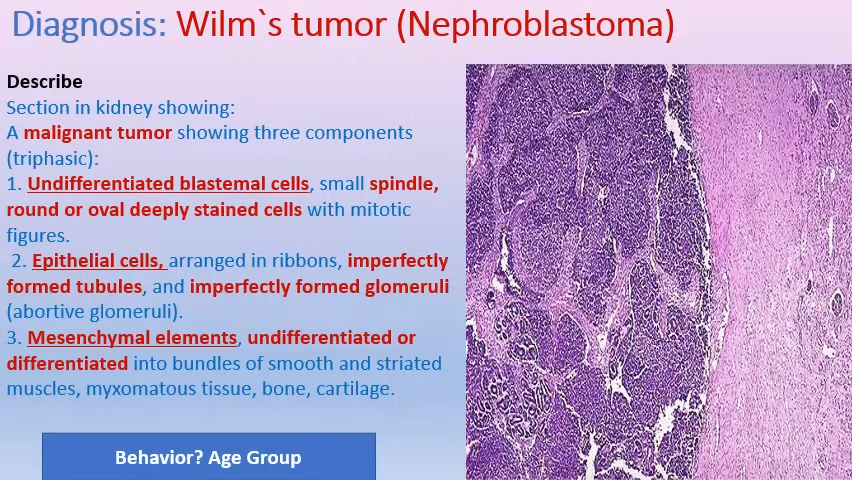 Diagnosis: Wilm`s tumor (Nephroblastoma)
Describe
Section in kidney showing:
A malignant tumor showing three components
(triphasic):
1. Undifferentiated blastemal cells, small spindle,
round or oval deeply stained cells with mitotic
figures.
2. Epithelial cells, arranged in ribbons, imperfectly
formed tubules, and imperfectly formed glomeruli
(abortive glomeruli).
3. Mesenchymal elements, undifferentiated or
differentiated into bundles of smooth and striated
muscles, myxomatous tissue, bone, cartilage.
Behavior? Age Group